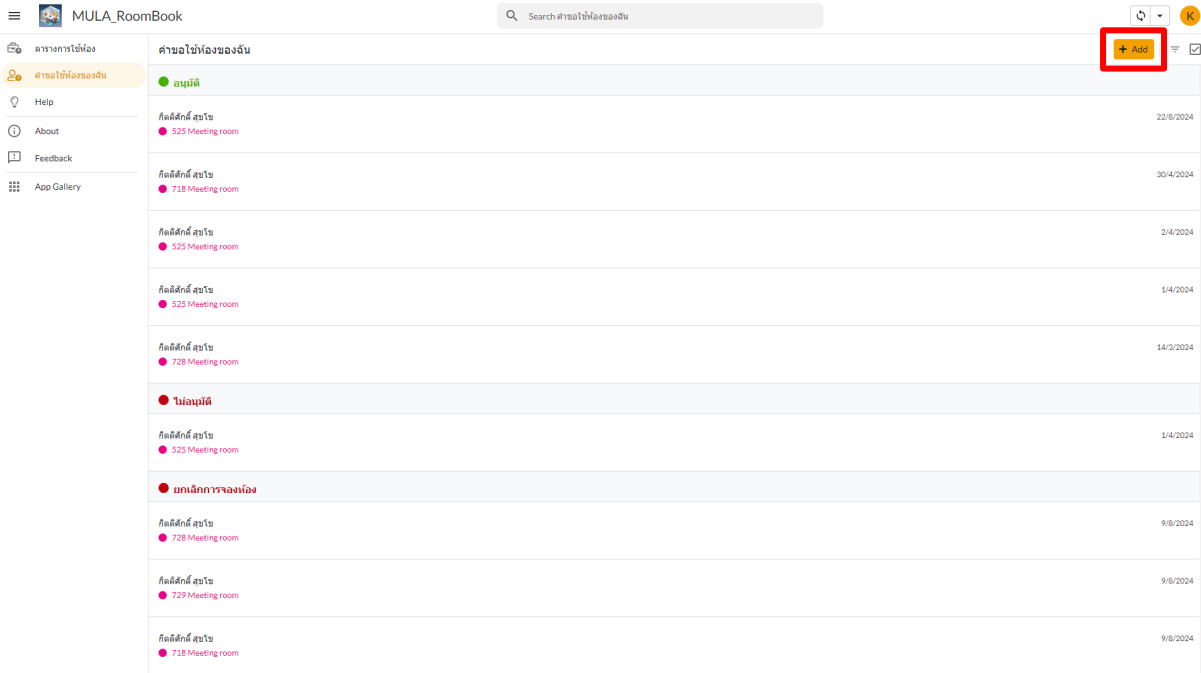 MULA_RoomBook
Search คำขอใช้ห้องของฉัน
K
ตารางการใช้ห้อง
คำขอใช้ห้องของฉัน
Help
About
Feedback
App Gallery
คำขอใช้ห้องของฉัน
+ Add
อนุมัติ
กิตติศักดิ์ สุขโข
22/8/2024
525 Meeting room
กิตติศักดิ์ สุขโข
30/4/2024
718 Meeting room
กิตติศักดิ์ สุขโข
2/4/2024
525 Meeting room
กิตติศักดิ์ สุขโข
1/4/2024
525 Meeting room
กิตติศักดิ์ สุขโข
14/3/2024
728 Meeting room
ไม่อนุมัติ
กิตติศักดิ์ สุขโข
1/4/2024
525 Meeting room
ยกเลิกการจองห้อง
กิตติศักดิ์ สุขโข
9/8/2024
728 Meeting room
กิตติศักดิ์ สุขโข
9/8/2024
729 Meeting room
กิตติศักดิ์ สุขโข
9/8/2024
718 Meeting room